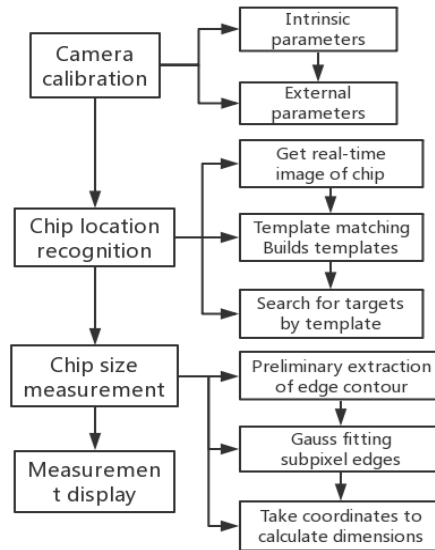 Camera
calibration
Intrinsic
parameters
External
parameters
Chip location
recognition
Get real-time
image of chip
Template matching
Builds templates
Search for targets
by template
Chip size
measurement
Preliminary extraction
of edge contour
Gauss fitting
subpixel edges
Take coordinates to
calculate dimensions
Measuremen
t display